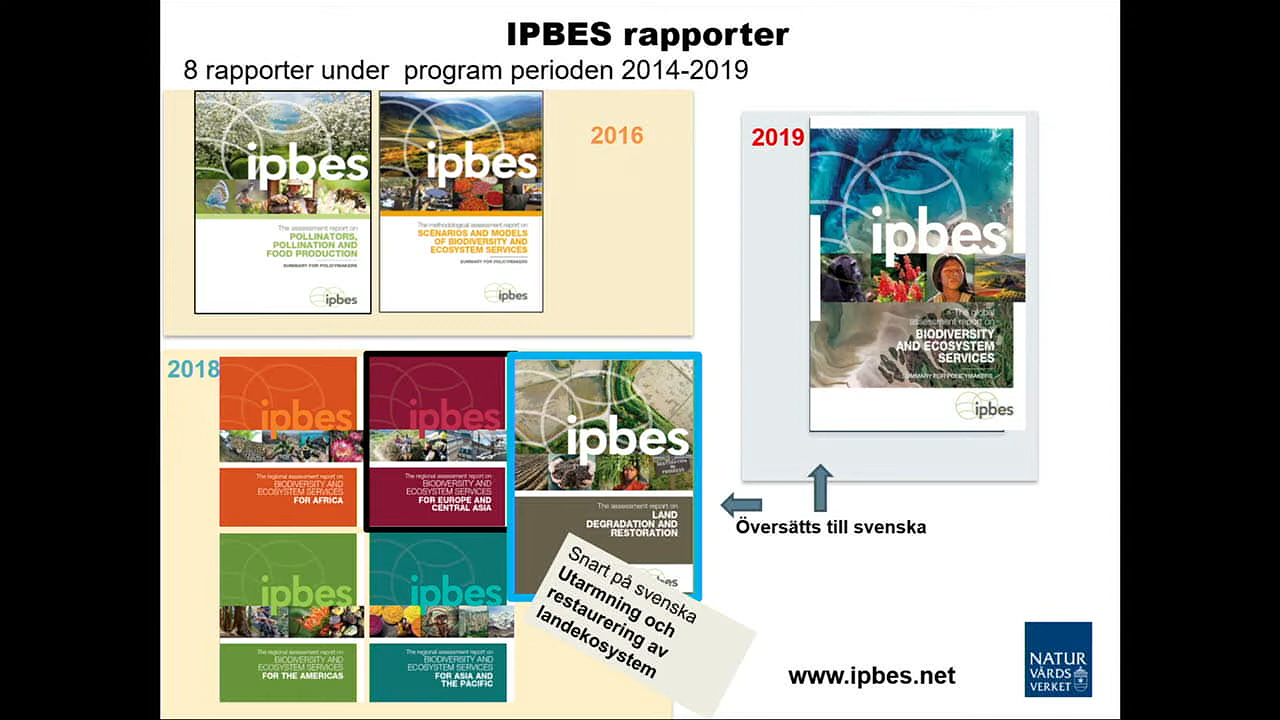 IPBES rapporter
8 rapporter under program perioden 2014-2019
2016
ipbes
The assessment report on
POLLINATORS,
POLLINATION AND
FOOD PRODUCTION
SUMMARY FOR POLICYMAKERS
ipbes
ipbes
The methodological assessment report on
SCENARIOS AND MODELS
OF BIODIVERSITY AND
ECOSYSTEM SERVICES
SUMMARY FOR POLICYMAKERS
ipbes
2019
ipbes
The global
assessment report on
BIODIVERSITY
AND ECOSYSTEM
SERVICES
SUMMARY FOR POLICYMAKERS
ipbes
2018
ipbes
The regional assessment report on
BIODIVERSITY AND
ECOSYSTEM SERVICES
FOR AFRICA
ipbes
The regional assessment report on
BIODIVERSITY AND
ECOSYSTEM SERVICES
FOR EUROPE AND
CENTRAL ASIA
ipbes
The assessment report on
LAND
DEGRADATION AND
RESTORATION
Översätts till svenska
ipbes
The regional assessment report on
BIODIVERSITY AND
ECOSYSTEM SERVICES
FOR THE AMERICAS
ipbes
The regional assessment report on
BIODIVERSITY AND
ECOSYSTEM SERVICES
FOR ASIA AND
THE PACIFIC
Snart på svenska
Utarmning och
restaurering av
landekosystem
www.ipbes.net
NATUR
VÅRDS
VERKET